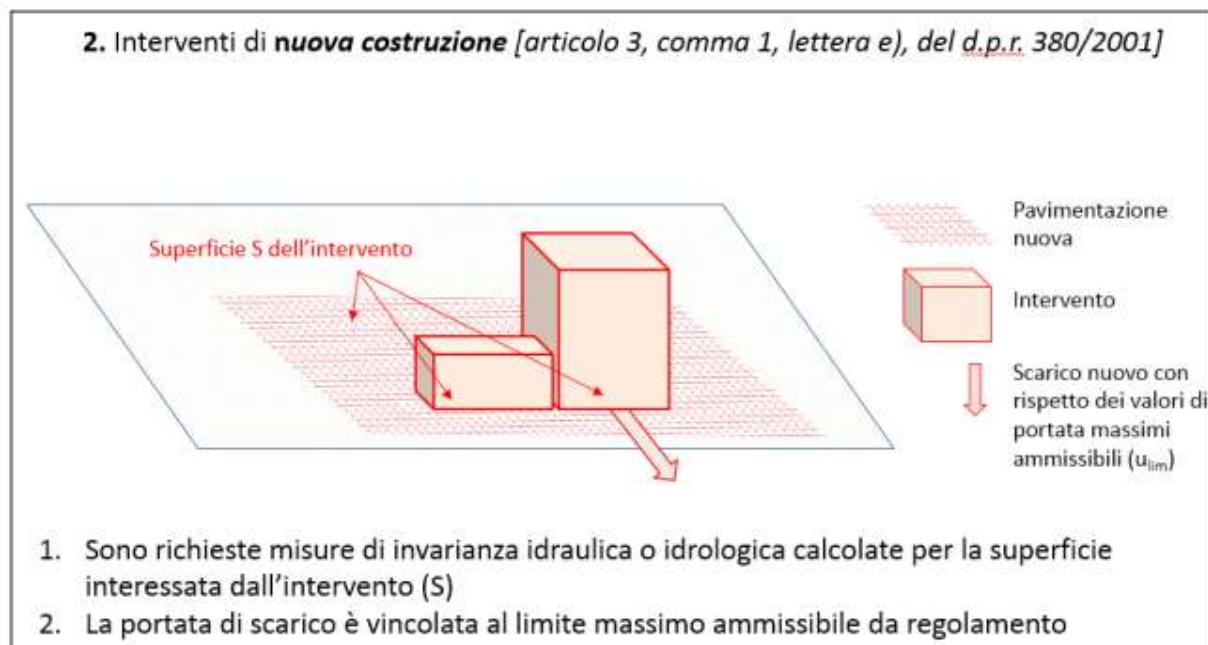 2. Interventi di nuova costruzione [articolo 3, comma 1, lettera e), del d.p.r. 380/2001]
Superficie S dell'intervento
Pavimentazione
nuova
Intervento
Scarico nuovo con
rispetto dei valori di
portata massimi
ammissibili (ulim)
1. Sono richieste misure di invarianza idraulica o idrologica calcolate per la superficie
interessata dall'intervento (S)
2. La portata di scarico è vincolata al limite massimo ammissibile da regolamento